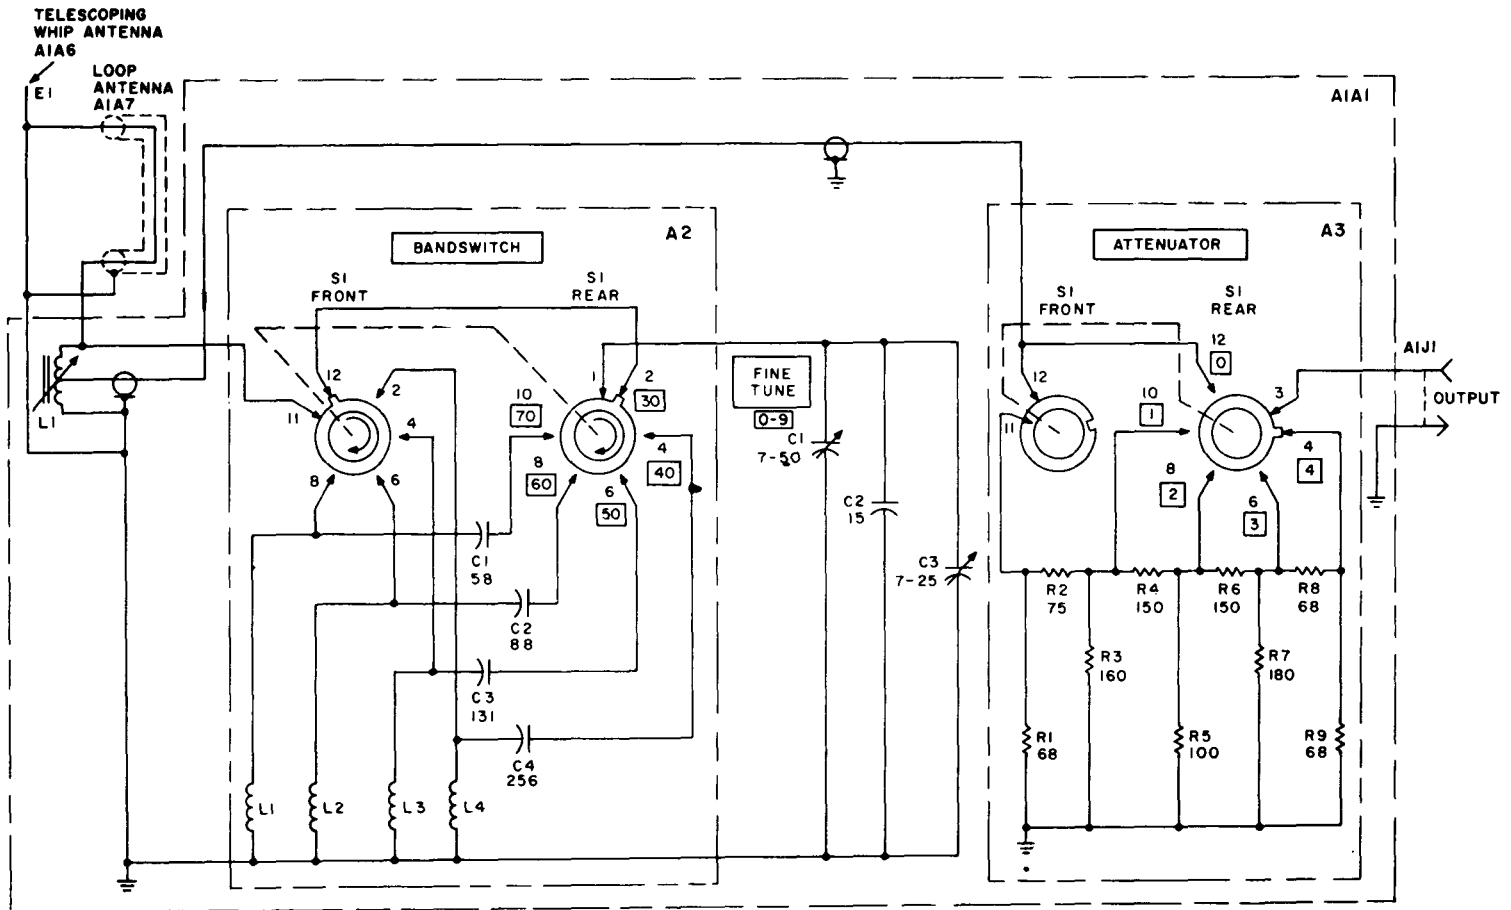 TELESCOPING
WHIP ANTENNA
A1A6
E1
LOOP
ANTENNA
A1A7
A1A1
BANDSWITCH
A2
S1
FRONT
S1
REAR
12
2
11
4
8
6
1
2
30
10
70
4
40
8
60
6
50
L1
C1
58
C2
88
C3
131
C4
256
L1
L2
L3
L4
FINE
TUNE
0-9
C1
7-50
C2
15
C3
7-25
ATTENUATOR
A3
S1
FRONT
S1
REAR
12
0
12
11
10
1
3
4
4
8
2
6
3
A1J1
OUTPUT
R2
75
R4
150
R6
150
R8
68
R3
160
R7
180
R1
68
R5
100
R9
68